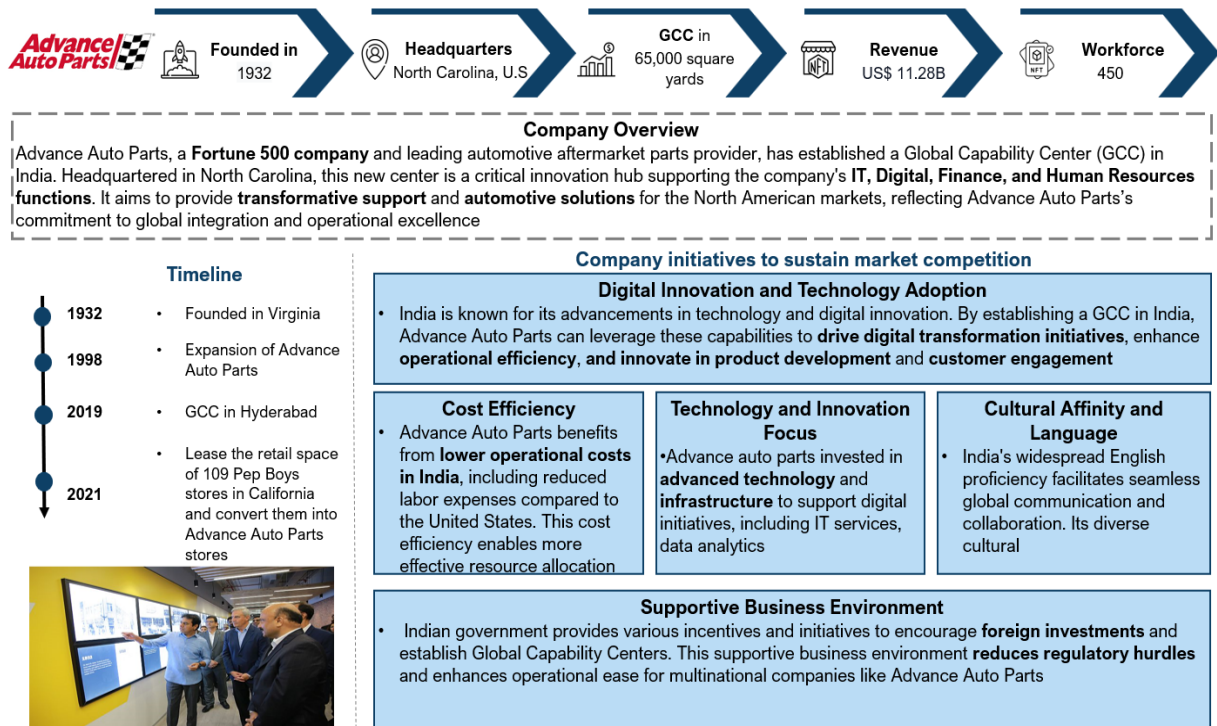 Advance
Auto Parts
Founded in
1932
Headquarters
North Carolina, U.S
GCC in
65,000 square
yards
NFT
Revenue
US$ 11.28B
NFT
Workforce
450
Company Overview
Advance Auto Parts, a Fortune 500 company and leading automotive aftermarket parts provider, has established a Global Capability Center (GCC) in
India. Headquartered in North Carolina, this new center is a critical innovation hub supporting the company's IT, Digital, Finance, and Human Resources
functions. It aims to provide transformative support and automotive solutions for the North American markets, reflecting Advance Auto Parts's
commitment to global integration and operational excellence
Timeline
1932
• Founded in Virginia
1998
• Expansion of Advance
Auto Parts
2019
• GCC in Hyderabad
2021
• Lease the retail space
of 109 Pep Boys
stores in California
and convert them into
Advance Auto Parts
stores
Company initiatives to sustain market competition
Digital Innovation and Technology Adoption
• India is known for its advancements in technology and digital innovation. By establishing a GCC in India,
Advance Auto Parts can leverage these capabilities to drive digital transformation initiatives, enhance
operational efficiency, and innovate in product development and customer engagement
Cost Efficiency
• Advance Auto Parts benefits
from lower operational costs
in India, including reduced
labor expenses compared to
the United States. This cost
efficiency enables more
effective resource allocation
Technology and Innovation
Focus
•Advance auto parts invested in
advanced technology and
infrastructure to support digital
initiatives, including IT services,
data analytics
Cultural Affinity and
Language
• India's widespread English
proficiency facilitates seamless
global communication and
collaboration. Its diverse
cultural
Supportive Business Environment
• Indian government provides various incentives and initiatives to encourage foreign investments and
establish Global Capability Centers. This supportive business environment reduces regulatory hurdles
and enhances operational ease for multinational companies like Advance Auto Parts